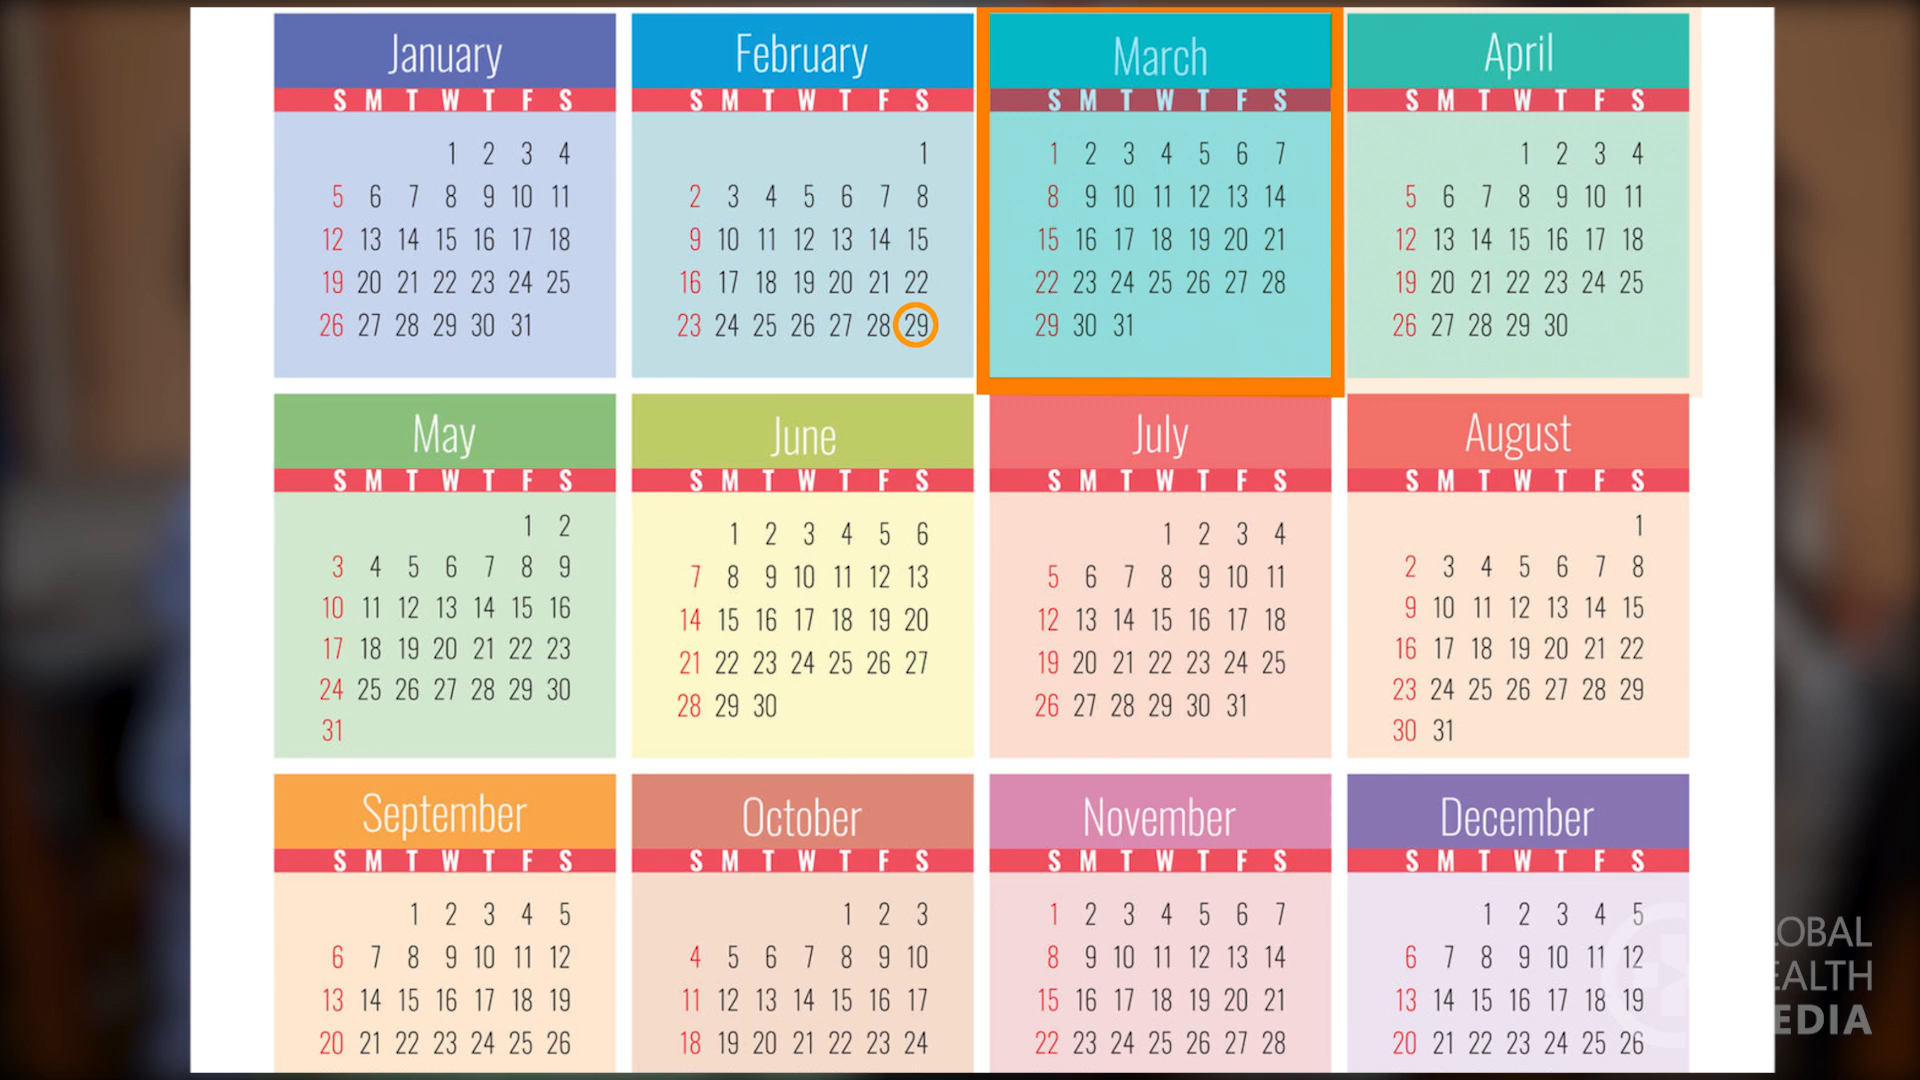 January
S M T W T F S
1 2 3 4
5 6 7 8 9 10 11
12 13 14 15 16 17 18
19 20 21 22 23 24 25
26 27 28 29 30 31
February
S M T W T F S
1
2 3 4 5 6 7 8
9 10 11 12 13 14 15
16 17 18 19 20 21 22
23 24 25 26 27 28 29
March
S M T W T F S
1 2 3 4 5 6 7
8 9 10 11 12 13 14
15 16 17 18 19 20 21
22 23 24 25 26 27 28
29 30 31
April
S M T W T F S
1 2 3 4
5 6 7 8 9 10 11
12 13 14 15 16 17 18
19 20 21 22 23 24 25
26 27 28 29 30
May
S M T W T F S
1 2
3 4 5 6 7 8 9
10 11 12 13 14 15 16
17 18 19 20 21 22 23
24 25 26 27 28 29 30
31
June
S M T W T F S
1 2 3 4 5 6
7 8 9 10 11 12 13
14 15 16 17 18 19 20
21 22 23 24 25 26 27
28 29 30
July
S M T W T F S
1 2 3 4
5 6 7 8 9 10 11
12 13 14 15 16 17 18
19 20 21 22 23 24 25
26 27 28 29 30 31
August
S M T W T F S
1
2 3 4 5 6 7 8
9 10 11 12 13 14 15
16 17 18 19 20 21 22
23 24 25 26 27 28 29
30 31
September
S M T W T F S
1 2 3 4 5
6 7 8 9 10 11 12
13 14 15 16 17 18 19
20 21 22 23 24 25 26
October
S M T W T F S
1 2 3
4 5 6 7 8 9 10
11 12 13 14 15 16 17
18 19 20 21 22 23 24
November
S M T W T F S
1 2 3 4 5 6 7
8 9 10 11 12 13 14
15 16 17 18 19 20 21
22 23 24 25 26 27 28
December
S M T W T F S
1 2 3 4 5
6 7 8 9 10 11 12
13 14 15 16 17 18 19
20 21 22 23 24 25 26
LOBAL
EALTH
EDIA